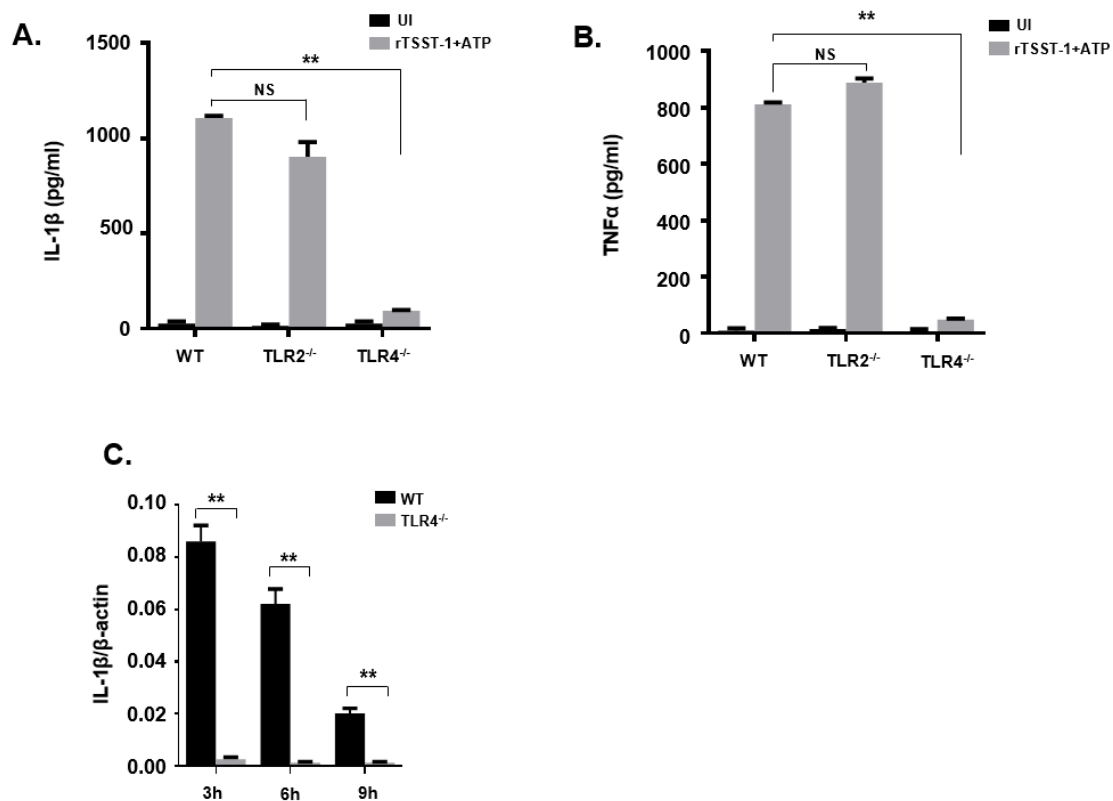 A.
UI
rTSST-1+ATP
1500
1000
500
0
IL-1β (pg/ml)
**
NS
WT TLR2-/- TLR4-/-
B.
UI
rTSST-1+ATP
1000
800
600
400
200
0
TNFα (pg/ml)
**
NS
WT TLR2-/- TLR4-/-
C.
WT
TLR4-/-
0.10
0.08
0.06
0.04
0.02
0.00
IL-1β/β-actin
**
**
**
3h 6h 9h